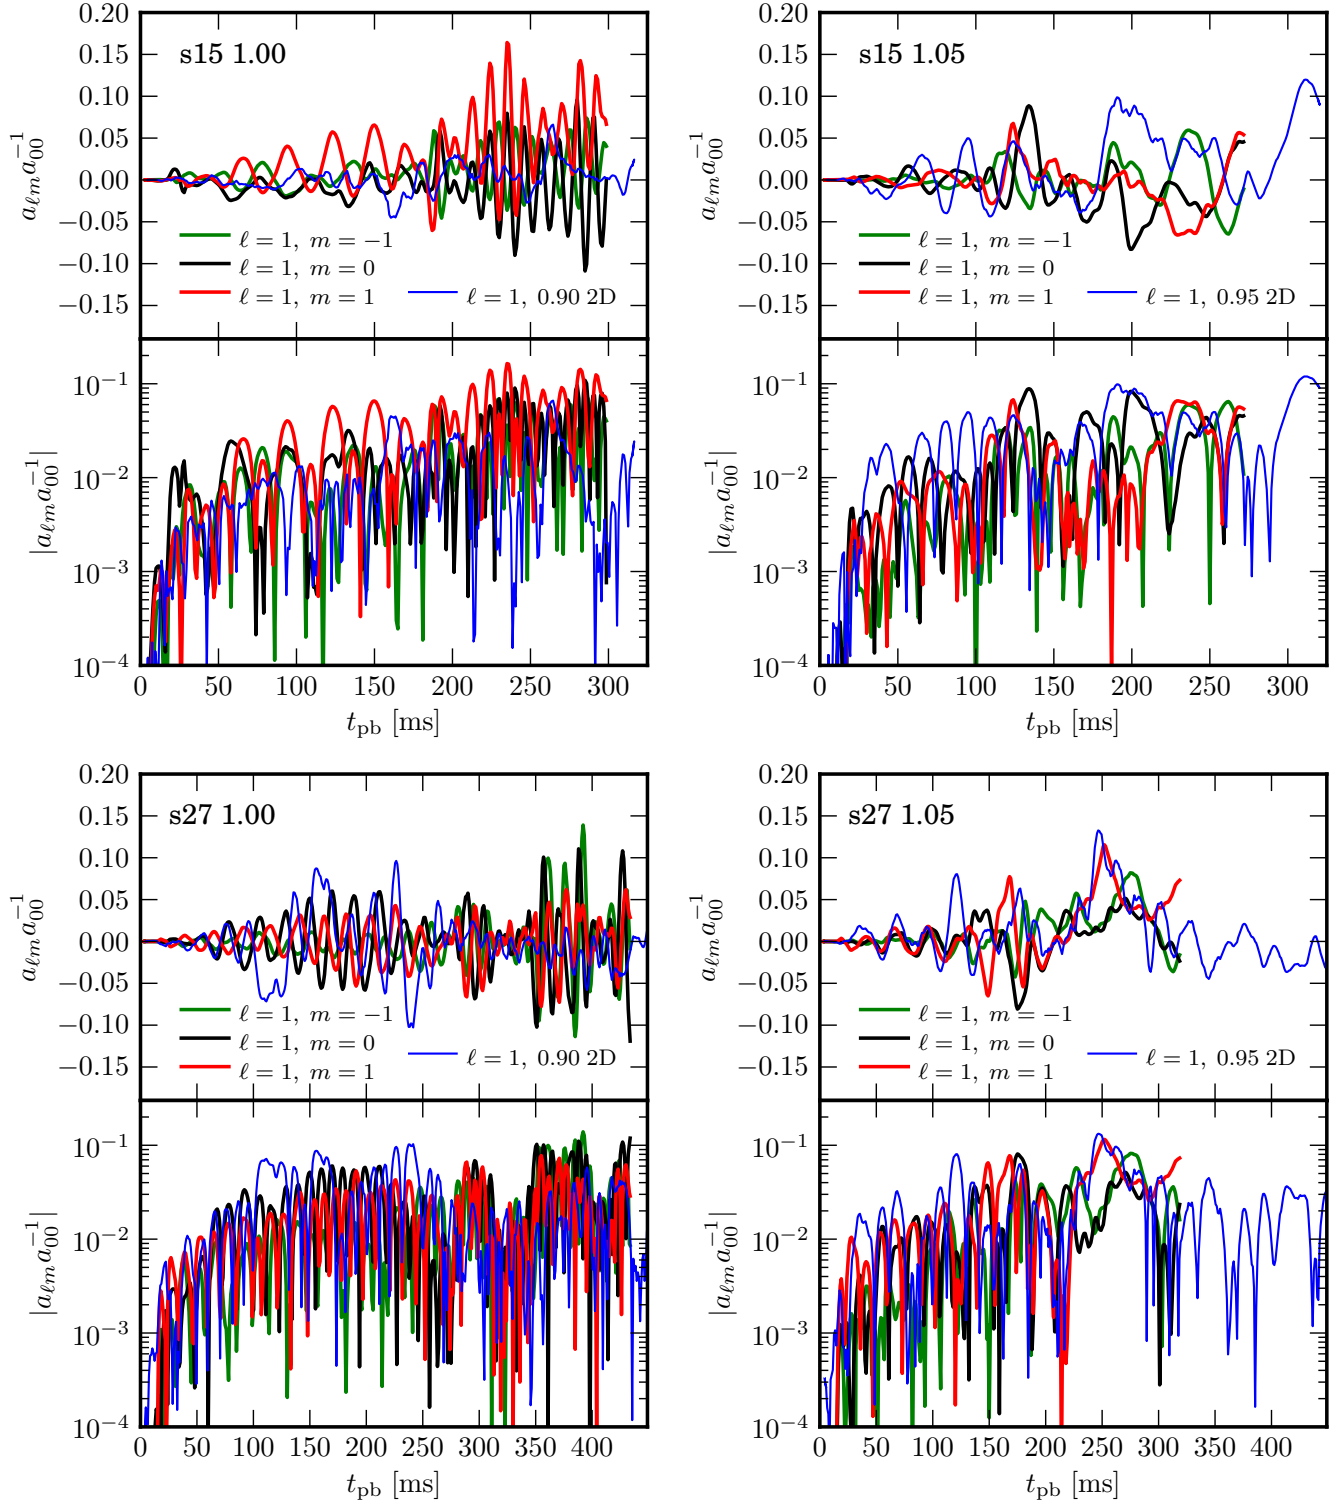 0.20
0.15
0.10
0.05
0.00
−0.05
−0.10
−0.15
a_{ℓm} a_{00}^{−1}
s15 1.00
ℓ = 1, m = −1
ℓ = 1, m = 0
ℓ = 1, m = 1
ℓ = 1, 0.90 2D
10^{−1}
10^{−2}
10^{−3}
10^{−4}
|a_{ℓm} a_{00}^{−1}|
0 50 100 150 200 250 300
t_{pb} [ms]
0.20
0.15
0.10
0.05
0.00
−0.05
−0.10
−0.15
a_{ℓm} a_{00}^{−1}
s15 1.05
ℓ = 1, m = −1
ℓ = 1, m = 0
ℓ = 1, m = 1
ℓ = 1, 0.95 2D
10^{−1}
10^{−2}
10^{−3}
10^{−4}
|a_{ℓm} a_{00}^{−1}|
0 50 100 150 200 250 300
t_{pb} [ms]
0.20
0.15
0.10
0.05
0.00
−0.05
−0.10
−0.15
a_{ℓm} a_{00}^{−1}
s27 1.00
ℓ = 1, m = −1
ℓ = 1, m = 0
ℓ = 1, m = 1
ℓ = 1, 0.90 2D
10^{−1}
10^{−2}
10^{−3}
10^{−4}
|a_{ℓm} a_{00}^{−1}|
0 50 100 150 200 250 300 350 400
t_{pb} [ms]
0.20
0.15
0.10
0.05
0.00
−0.05
−0.10
−0.15
a_{ℓm} a_{00}^{−1}
s27 1.05
ℓ = 1, m = −1
ℓ = 1, m = 0
ℓ = 1, m = 1
ℓ = 1, 0.95 2D
10^{−1}
10^{−2}
10^{−3}
10^{−4}
|a_{ℓm} a_{00}^{−1}|
0 50 100 150 200 250 300 350 400
t_{pb} [ms]